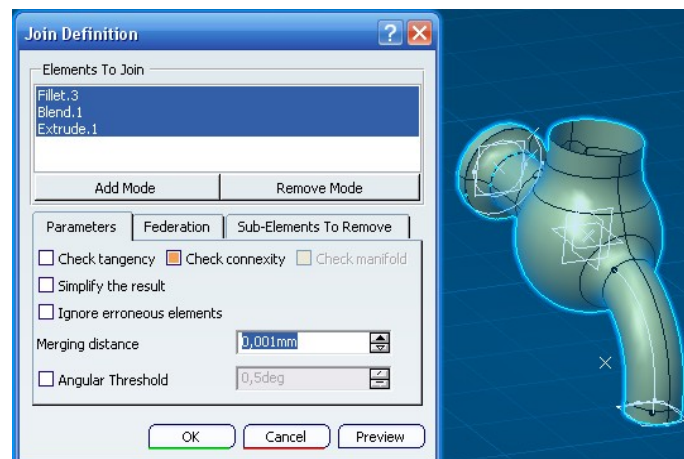 Join Definition
Elements To Join
Fillet.3
Blend.1
Extrude.1
Add Mode Remove Mode
Parameters Federation Sub-Elements To Remove
Check tangency Check connexity Check manifold
Simplify the result
Ignore erroneous elements
Merging distance 0,001mm
Angular Threshold 0,5deg
OK Cancel Preview